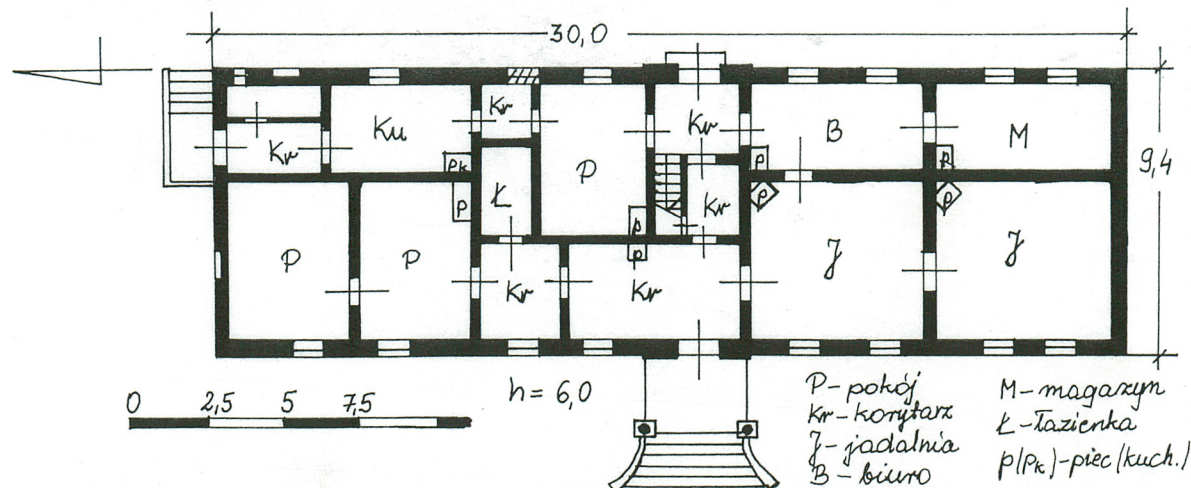 30,0
Kr
Ku
Kr
Kr
B
M
9,4
pk
p
p
Ł
P
Kr
p
p
p
p
P
P
J
J
Kr
Kr
0 2,5 5 7,5
h = 6,0
P – pokój
Kr – korytarz
J – jadalnia
B – biuro
M – magazyn
Ł – łazienka
p(pk) – piec (kuch.)